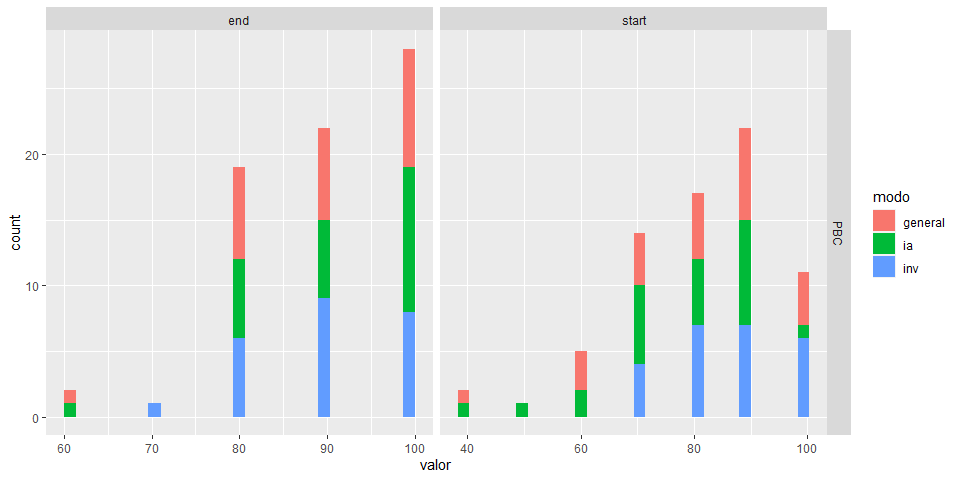 end
start
PBC
count
20
10
0
60
70
80
90
100
40
60
80
100
valor
modo
general
ia
inv